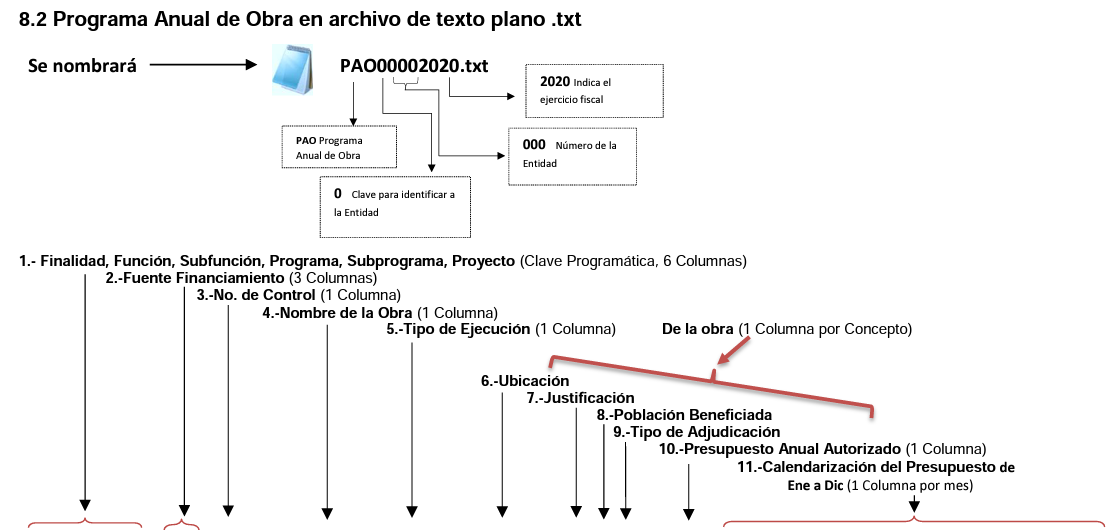 8.2 Programa Anual de Obra en archivo de texto plano .txt
Se nombrará
PAO00002020.txt
2020 Indica el
ejercicio fiscal
PAO Programa
Anual de Obra
000 Número de la
Entidad
0 Clave para identificar a
la Entidad
1.- Finalidad, Función, Subfunción, Programa, Subprograma, Proyecto (Clave Programática, 6 Columnas)
2.-Fuente Financiamiento (3 Columnas)
3.-No. de Control (1 Columna)
4.-Nombre de la Obra (1 Columna)
5.-Tipo de Ejecución (1 Columna)
De la obra (1 Columna por Concepto)
6.-Ubicación
7.-Justificación
8.-Población Beneficiada
9.-Tipo de Adjudicación
10.-Presupuesto Anual Autorizado (1 Columna)
11.-Calendarización del Presupuesto de
Ene a Dic (1 Columna por mes)